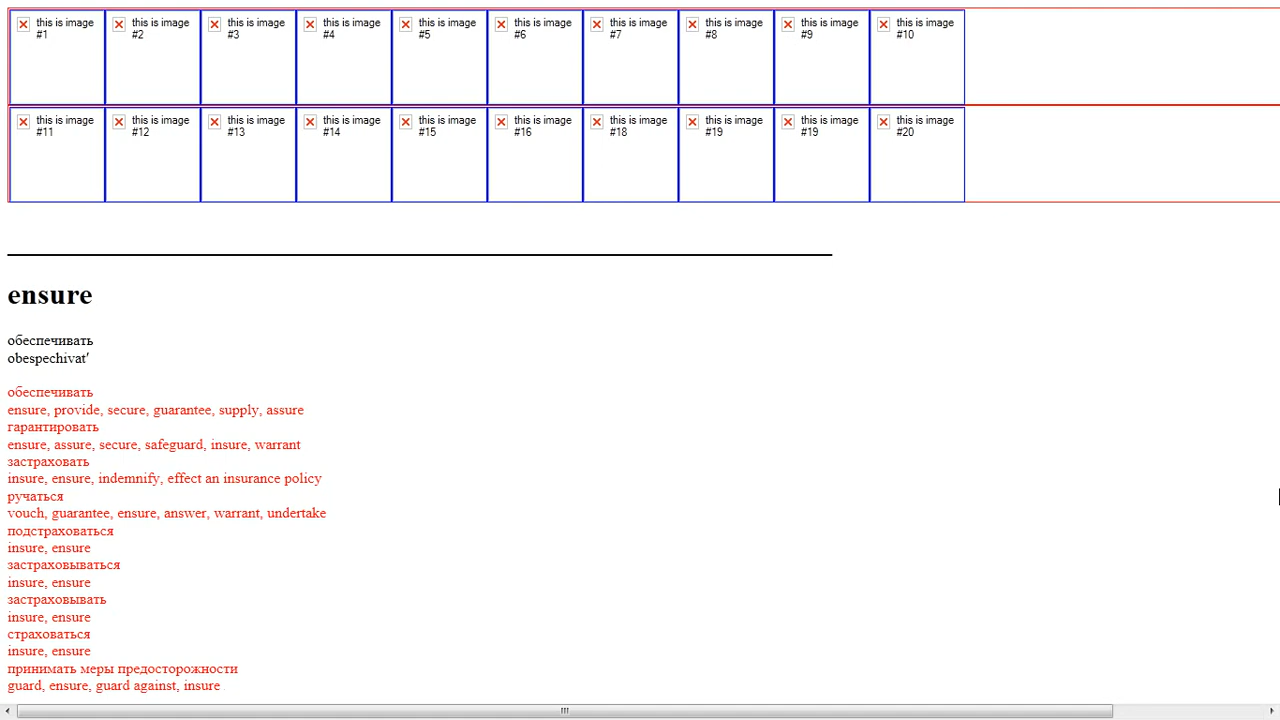 this is image this is image this is image this is image this is image this is image this is image this is image this is image this is image
#1 #2 #3 #4 #5 #6 #7 #8 #9 #10
this is image this is image this is image this is image this is image this is image this is image this is image this is image this is image
#11 #12 #13 #14 #15 #16 #18 #19 #19 #20
ensure
обеспечивать
obespechivatʹ
обеспечивать
ensure, provide, secure, guarantee, supply, assure
гарантировать
ensure, assure, secure, safeguard, insure, warrant
застраховать
insure, ensure, indemnify, effect an insurance policy
ручаться
vouch, guarantee, ensure, answer, warrant, undertake
подстраховаться
insure, ensure
застраховываться
insure, ensure
застраховывать
insure, ensure
страховаться
insure, ensure
принимать меры предосторожности
guard, ensure, guard against, insure